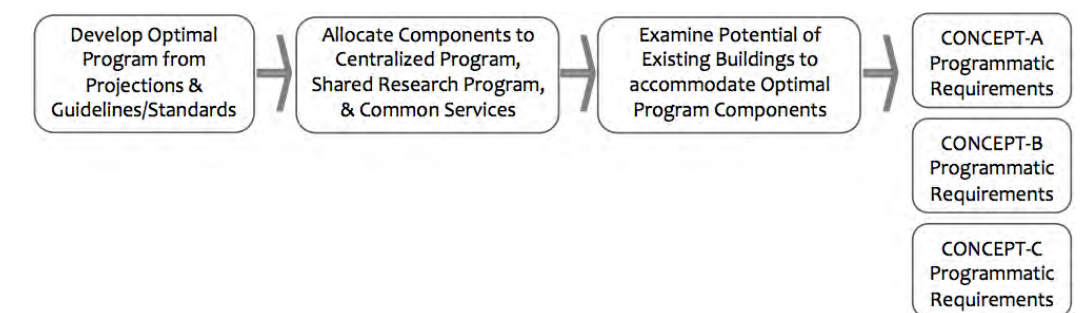 Develop Optimal
Program from
Projections &
Guidelines/Standards
Allocate Components to
Centralized Program,
Shared Research Program,
& Common Services
Examine Potential of
Existing Buildings to
accommodate Optimal
Program Components
CONCEPT-A
Programmatic
Requirements
CONCEPT-B
Programmatic
Requirements
CONCEPT-C
Programmatic
Requirements